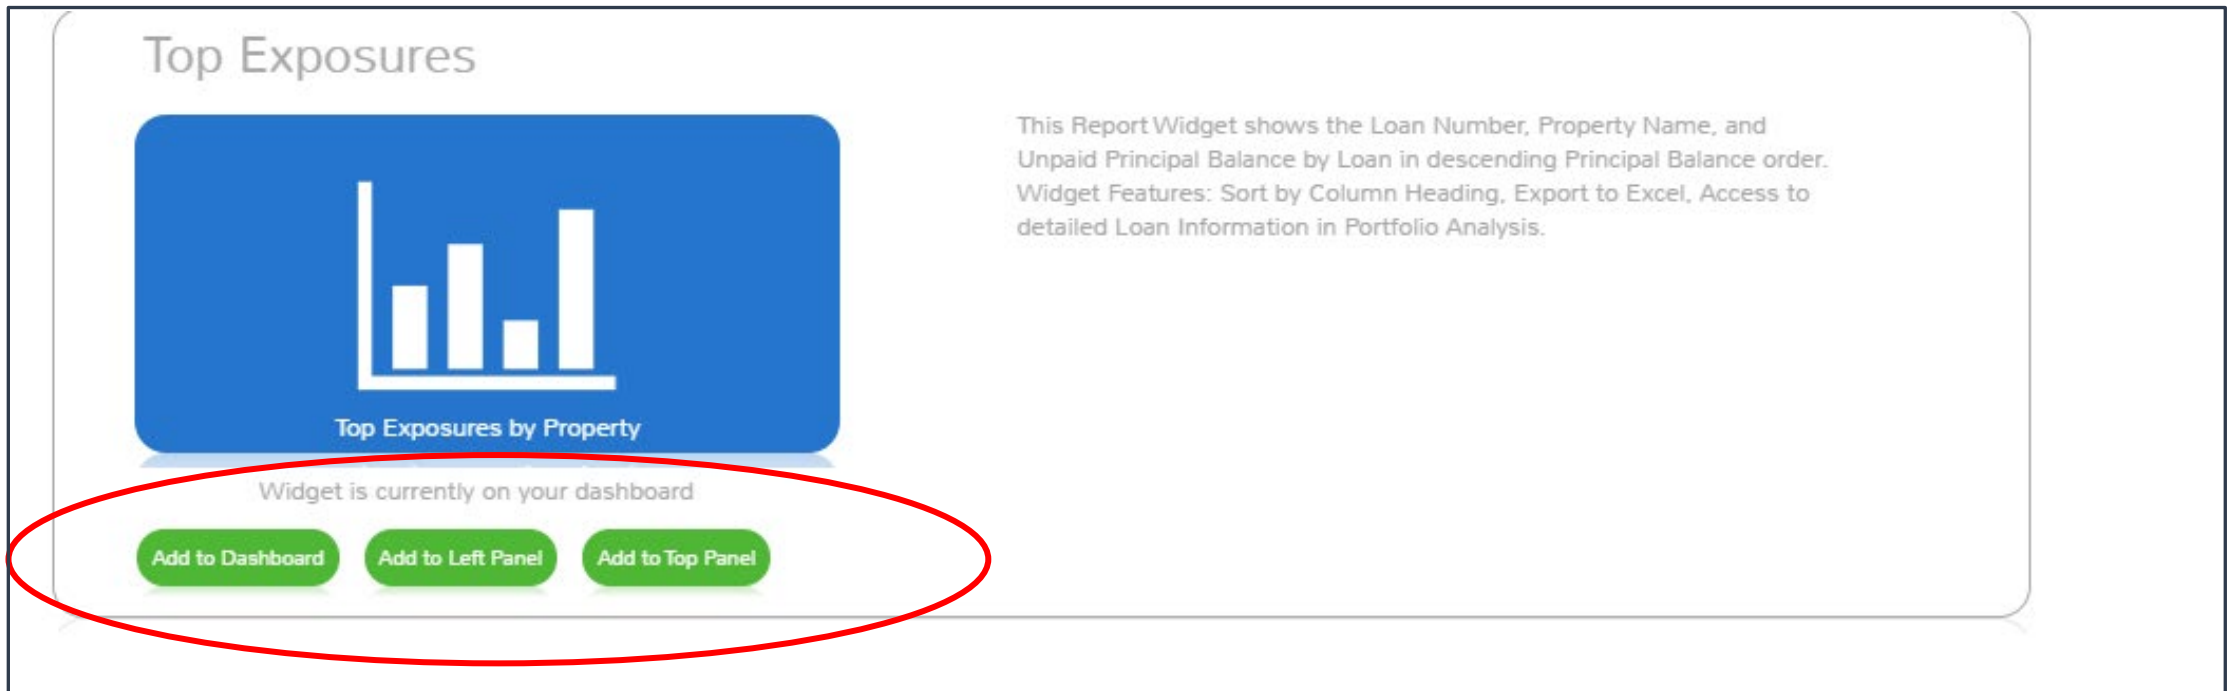 Top Exposures
This Report Widget shows the Loan Number, Property Name, and
Unpaid Principal Balance by Loan in descending Principal Balance order.
Widget Features: Sort by Column Heading, Export to Excel, Access to
detailed Loan Information in Portfolio Analysis.
Top Exposures by Property
Widget is currently on your dashboard
Add to Dashboard
Add to Left Panel
Add to Top Panel